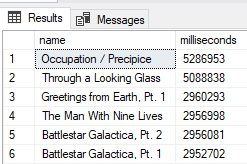 Results Messages
name milliseconds
1 Occupation / Precipice 5286953
2 Through a Looking Glass 5088838
3 Greetings from Earth, Pt. 1 2960293
4 The Man With Nine Lives 2956998
5 Battlestar Galactica, Pt. 2 2956081
6 Battlestar Galactica, Pt. 1 2952702